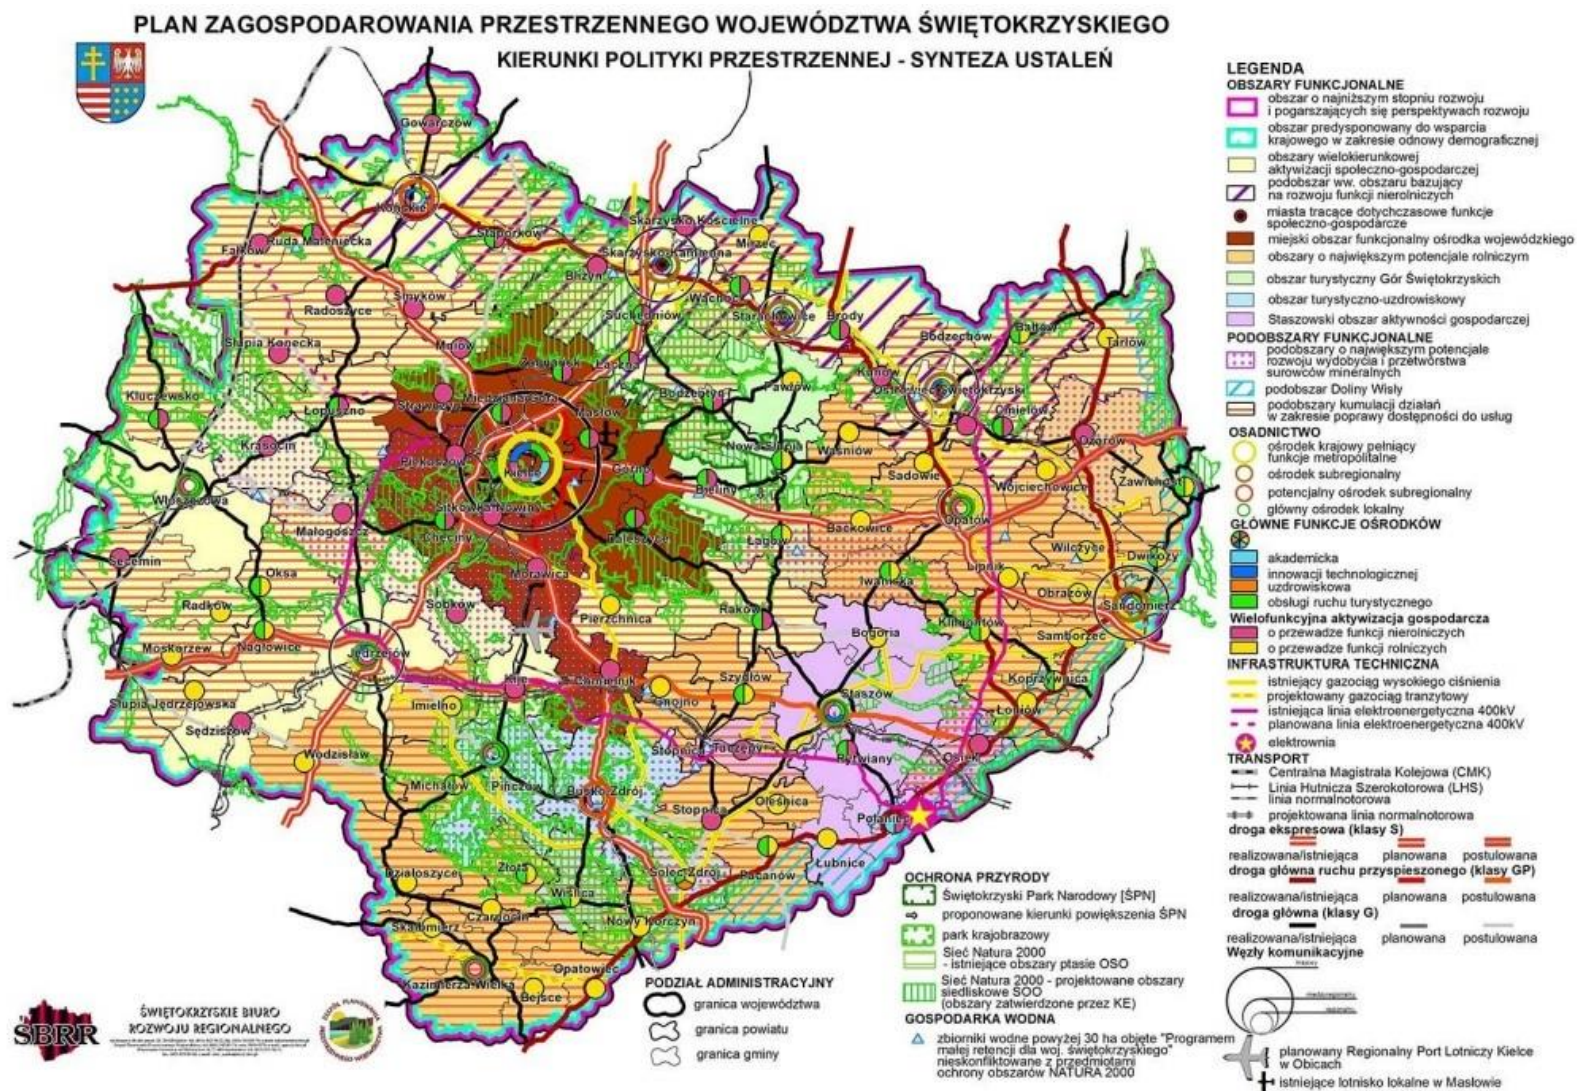 PLAN ZAGOSPODAROWANIA PRZESTRZENNEGO WOJEWÓDZTWA ŚWIĘTOKRZYSKIEGO
KIERUNKI POLITYKI PRZESTRZENNEJ - SYNTEZA USTALEŃ
Gowarczów
Końskie
Ruda Maleniecka
Fałków
Stąporków
Skarżysko Kościelne
Skarżysko-Kamienna
Mirzec
Bliżyn
Radoszyce
Smyków
Wąchock
Suchedniów
Starachowice
Brody
Bodzechów
Bałtów
Tarłów
Słupia Konecka
Mniów
Zagnańsk
Łączna
Kunów
Ostrowiec Świętokrzyski
Kluczewsko
Łopuszno
Strawczyn
Miedziana Góra
Masłów
Bodzentyn
Pawłów
Ćmielów
Krasocin
Piekoszów
Kielce
Górno
Nowa Słupia
Waśniów
Sadowie
Ożarów
Wojciechowice
Zawichost
Włoszczowa
Małogoszcz
Sitkówka Nowiny
Chęciny
Bieliny
Daleszyce
Łagów
Baćkowice
Opatów
Wilczyce
Dwikozy
Secemin
Oksa
Morawica
Iwaniska
Lipnik
Obrazów
Sandomierz
Radków
Sobków
Pierzchnica
Raków
Bogoria
Klimontów
Samborzec
Moskorzew
Nagłowice
Jędrzejów
Kije
Chmielnik
Szydłów
Staszów
Koprzywnica
Słupia Jędrzejowska
Imielno
Gnojno
Łoniów
Sędziszów
Wodzisław
Stopnica
Tuczępy
Rytwiany
Osiek
Michałów
Pińczów
Busko-Zdrój
Stopnica
Oleśnica
Połaniec
Łubnice
Działoszyce
Złota
Wiślica
Solec-Zdrój
Pacanów
Czarnocin
Skalbmierz
Nowy Korczyn
Kazimierza Wielka
Opatowiec
Bejsce
LEGENDA
OBSZARY FUNKCJONALNE
obszar o najniższym stopniu rozwoju
i pogarszających się perspektywach rozwoju
obszar predysponowany do wsparcia
krajowego w zakresie odnowy demograficznej
obszary wielokierunkowej
aktywizacji społeczno-gospodarczej
podobszar ww. obszaru bazujący
na rozwoju funkcji nierolniczych
miasta tracące dotychczasowe funkcje
społeczno-gospodarcze
miejski obszar funkcjonalny ośrodka wojewódzkiego
obszary o największym potencjale rolniczym
obszar turystyczny Gór Świętokrzyskich
obszar turystyczno-uzdrowiskowy
Staszowski obszar aktywności gospodarczej
PODOBSZARY FUNKCJONALNE
podobszary o największym potencjale
rozwoju wydobycia i przetwórstwa
surowców mineralnych
podobszar Doliny Wisły
podobszary kumulacji działań
w zakresie poprawy dostępności do usług
OSADNICTWO
ośrodek krajowy pełniący
funkcje metropolitalne
ośrodek subregionalny
potencjalny ośrodek subregionalny
główny ośrodek lokalny
GŁÓWNE FUNKCJE OŚRODKÓW
akademicka
innowacji technologicznej
uzdrowiskowa
obsługi ruchu turystycznego
Wielofunkcyjna aktywizacja gospodarcza
o przewadze funkcji nierolniczych
o przewadze funkcji rolniczych
INFRASTRUKTURA TECHNICZNA
istniejący gazociąg wysokiego ciśnienia
projektowany gazociąg tranzytowy
istniejąca linia elektroenergetyczna 400kV
planowana linia elektroenergetyczna 400kV
elektrownia
TRANSPORT
Centralna Magistrala Kolejowa (CMK)
Linia Hutnicza Szerokotorowa (LHS)
linia normalnotorowa
projektowana linia normalnotorowa
droga ekspresowa (klasy S)
realizowana/istniejąca planowana postulowana
droga główna ruchu przyspieszonego (klasy GP)
realizowana/istniejąca planowana postulowana
droga główna (klasy G)
realizowana/istniejąca planowana postulowana
Węzły komunikacyjne
planowany Regionalny Port Lotniczy Kielce
w Obicach
istniejące lotnisko lokalne w Masłowie
OCHRONA PRZYRODY
Świętokrzyski Park Narodowy [ŚPN]
proponowane kierunki powiększenia ŚPN
park krajobrazowy
Sieć Natura 2000
- istniejące obszary ptasie OSO
Sieć Natura 2000 - projektowane obszary
siedliskowe SOO
(obszary zatwierdzone przez KE)
GOSPODARKA WODNA
zbiorniki wodne powyżej 30 ha objęte "Programem
małej retencji dla woj. świętokrzyskiego"
nieskonfliktowane z przedmiotami
ochrony obszarów NATURA 2000
PODZIAŁ ADMINISTRACYJNY
granica województwa
granica powiatu
granica gminy
ŚBRR
ŚWIĘTOKRZYSKIE BIURO
ROZWOJU REGIONALNEGO